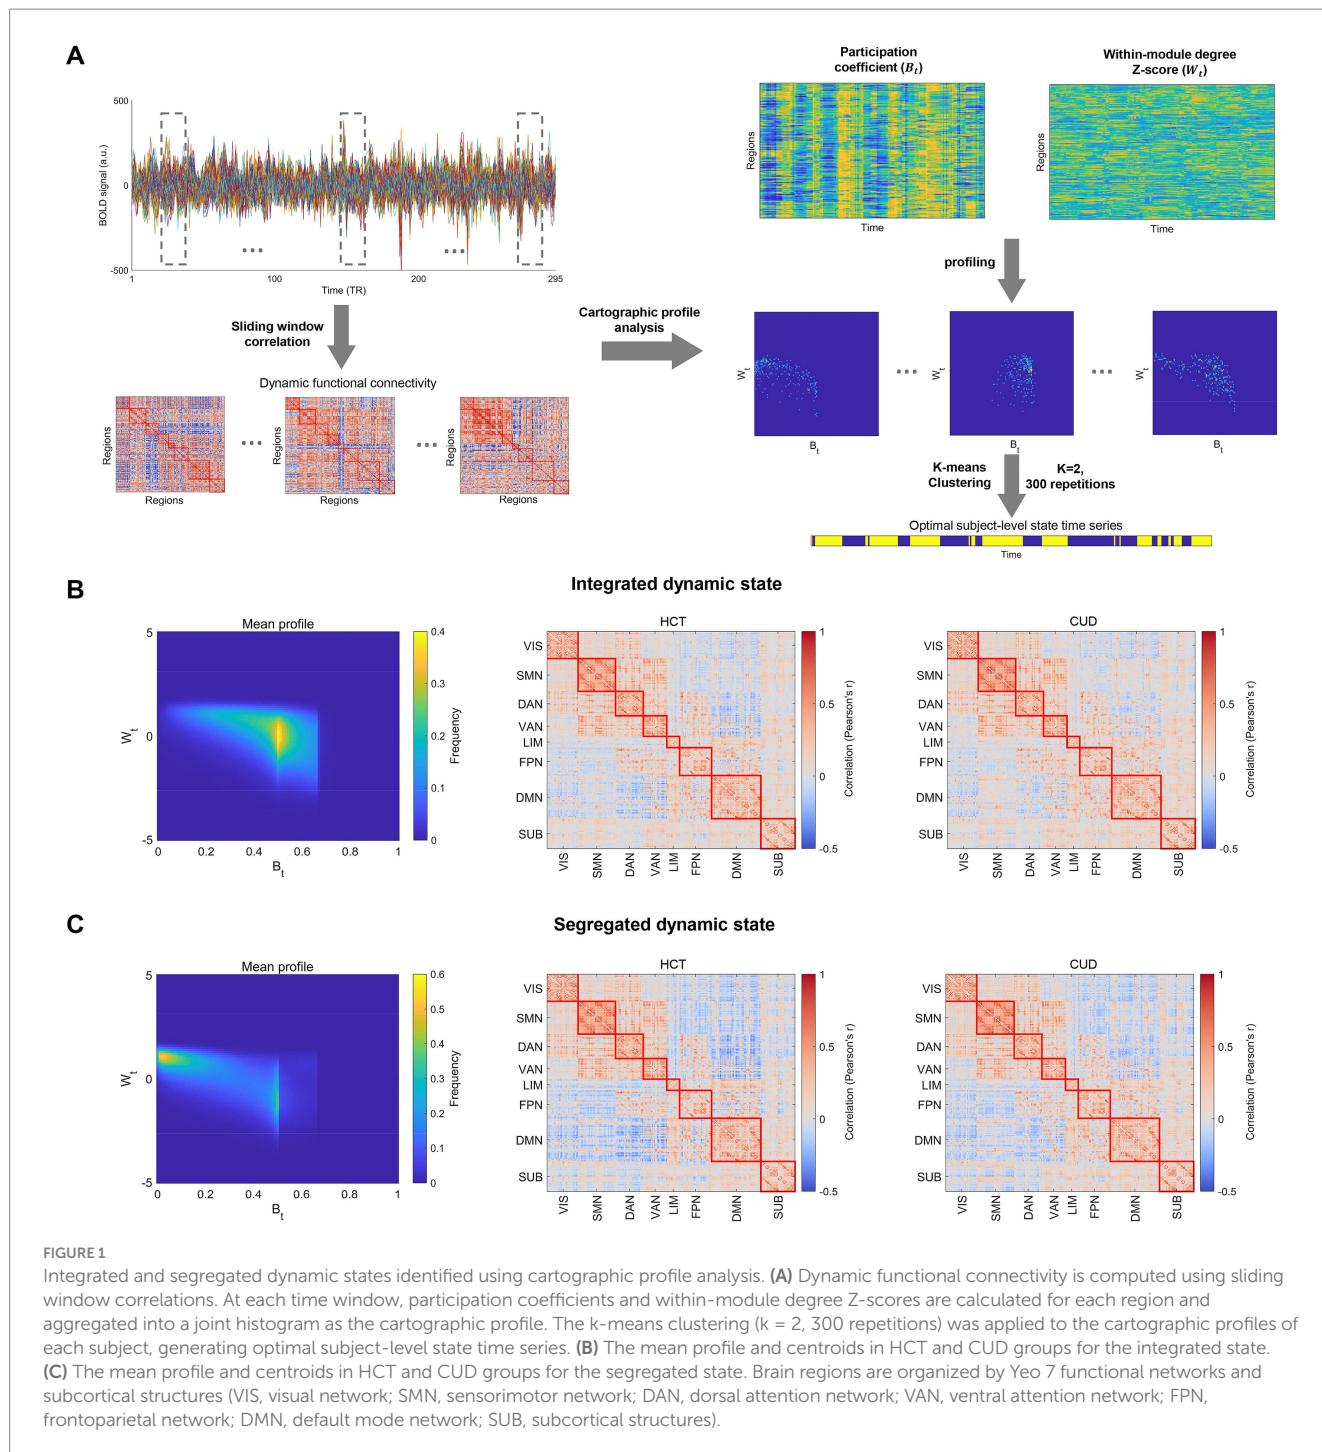 A
500
0
-500
BOLD signal (a.u.)
1
100
200
295
Time (TR)
Sliding window
correlation
Dynamic functional connectivity
Regions
Regions
Regions
Regions
Regions
Regions
Cartographic profile
analysis
Participation
coefficient (Bt)
Regions
Time
Within-module degree
Z-score (Wt)
Regions
Time
profiling
Wt
Bt
Wt
Bt
Wt
Bt
K-means
Clustering
K=2,
300 repetitions
Optimal subject-level state time series
Time
B
Integrated dynamic state
Mean profile
5
0
-5
Wt
0
0.2
0.4
0.6
0.8
1
Bt
0.4
0.3
0.2
0.1
0
Frequency
HCT
VIS
SMN
DAN
VAN
LIM
FPN
DMN
SUB
VIS
SMN
DAN
VAN
LIM
FPN
DMN
SUB
1
0.5
0
-0.5
Correlation (Pearson's r)
CUD
VIS
SMN
DAN
VAN
LIM
FPN
DMN
SUB
VIS
SMN
DAN
VAN
LIM
FPN
DMN
SUB
1
0.5
0
-0.5
Correlation (Pearson's r)
C
Segregated dynamic state
Mean profile
5
0
-5
Wt
0
0.2
0.4
0.6
0.8
1
Bt
0.6
0.5
0.4
0.3
0.2
0.1
0
Frequency
HCT
VIS
SMN
DAN
VAN
LIM
FPN
DMN
SUB
VIS
SMN
DAN
VAN
LIM
FPN
DMN
SUB
1
0.5
0
-0.5
Correlation (Pearson's r)
CUD
VIS
SMN
DAN
VAN
LIM
FPN
DMN
SUB
VIS
SMN
DAN
VAN
LIM
FPN
DMN
SUB
1
0.5
0
-0.5
Correlation (Pearson's r)
FIGURE 1
Integrated and segregated dynamic states identified using cartographic profile analysis. (A) Dynamic functional connectivity is computed using sliding
window correlations. At each time window, participation coefficients and within-module degree Z-scores are calculated for each region and
aggregated into a joint histogram as the cartographic profile. The k-means clustering (k = 2, 300 repetitions) was applied to the cartographic profiles of
each subject, generating optimal subject-level state time series. (B) The mean profile and centroids in HCT and CUD groups for the integrated state.
(C) The mean profile and centroids in HCT and CUD groups for the segregated state. Brain regions are organized by Yeo 7 functional networks and
subcortical structures (VIS, visual network; SMN, sensorimotor network; DAN, dorsal attention network; VAN, ventral attention network; FPN,
frontoparietal network; DMN, default mode network; SUB, subcortical structures).